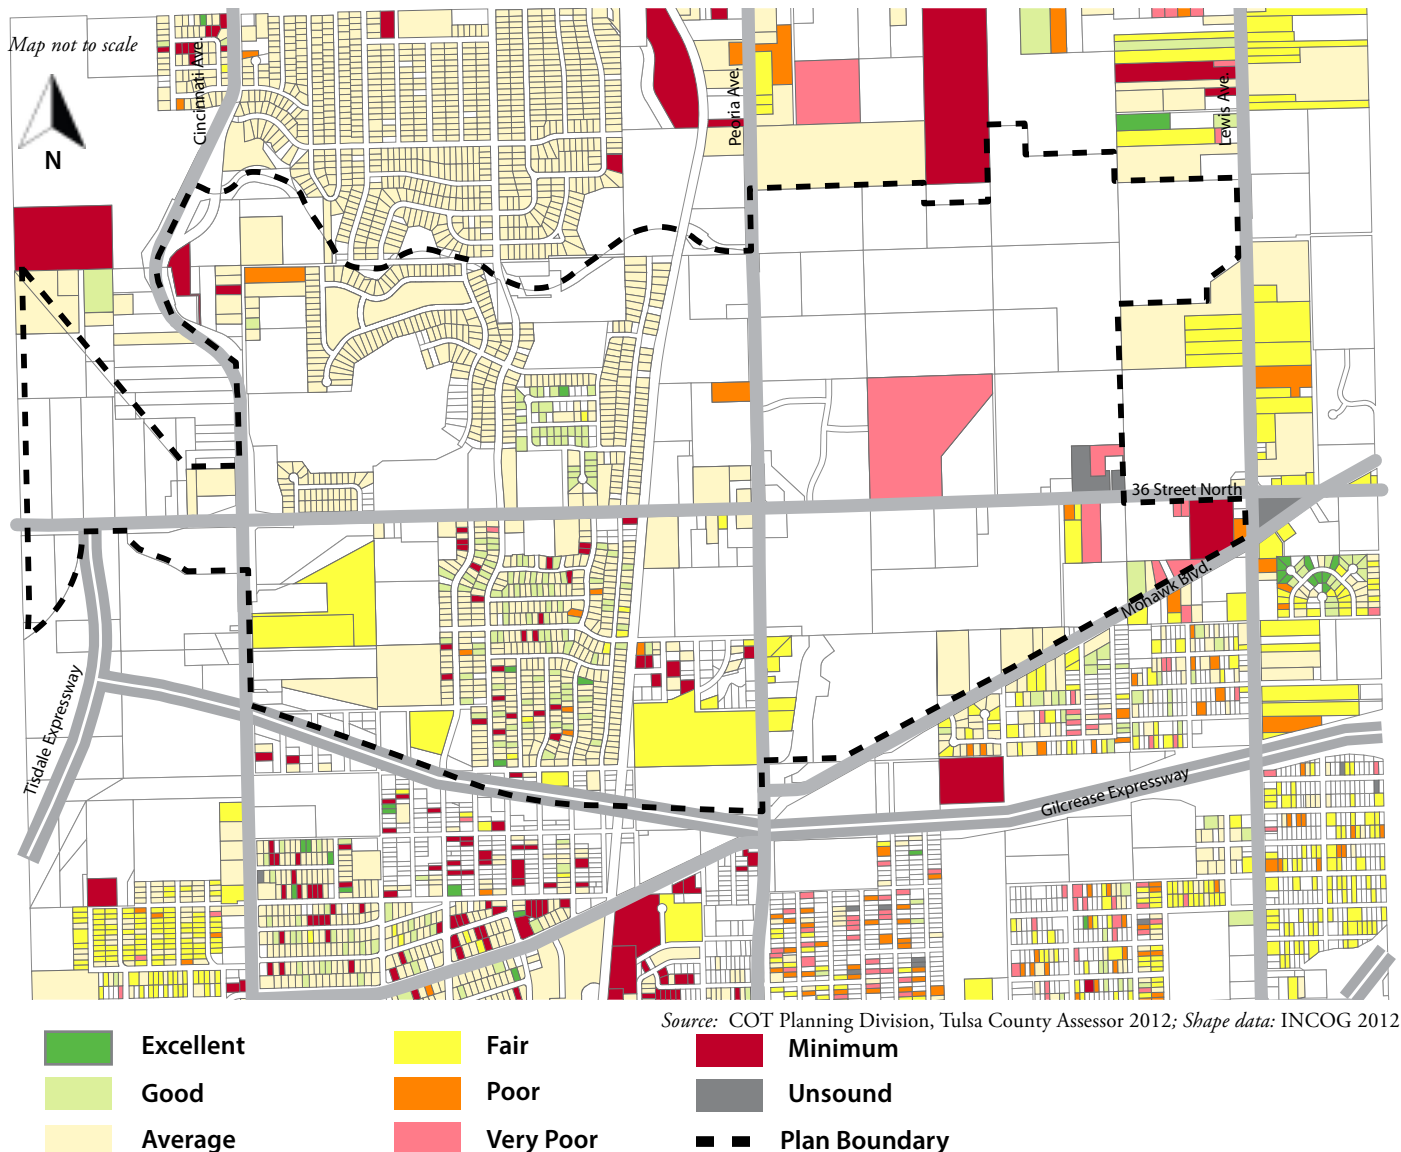 Map not to scale
N
Cincinnati Ave.
Peoria Ave.
Lewis Ave.
36 Street North
Mohawk Blvd.
Tisdale Expressway
Gilcrease Expressway
Source: COT Planning Division, Tulsa County Assessor 2012; Shape data: INCOG 2012
Excellent
Fair
Minimum
Good
Poor
Unsound
Average
Very Poor
Plan Boundary